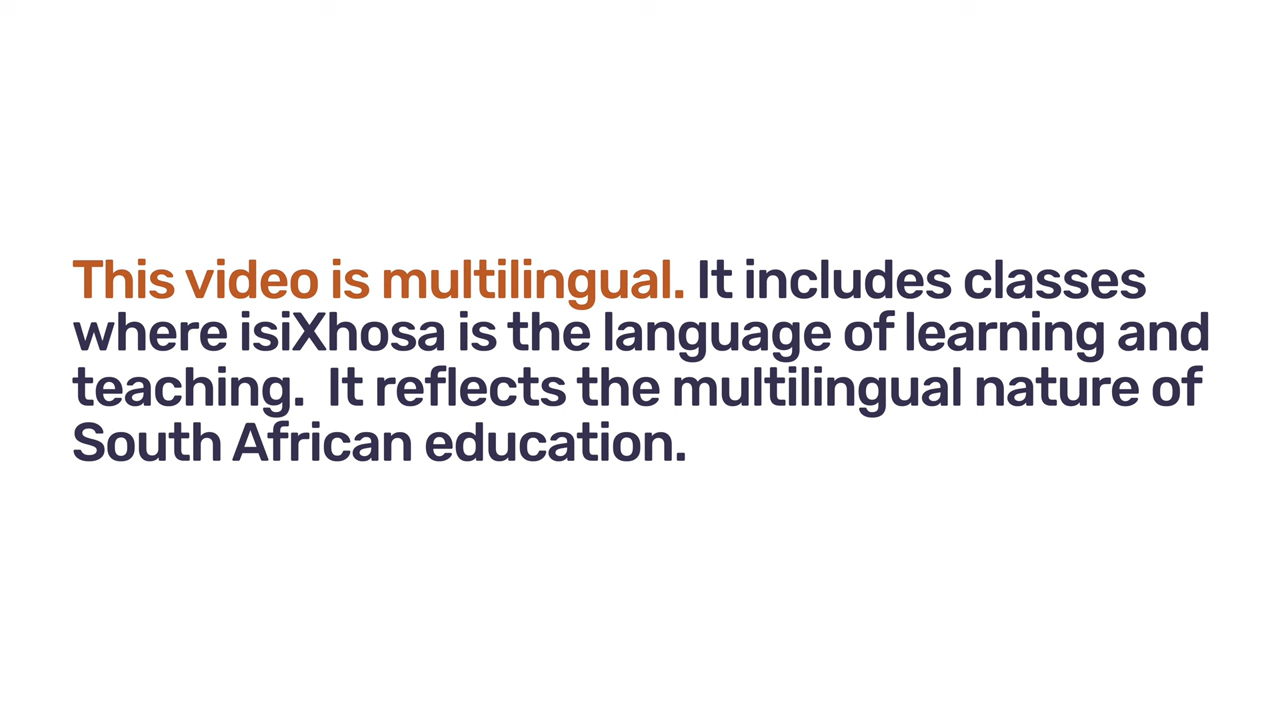 This video is multilingual. It includes classes
where isiXhosa is the language of learning and
teaching.  It reflects the multilingual nature of
South African education.